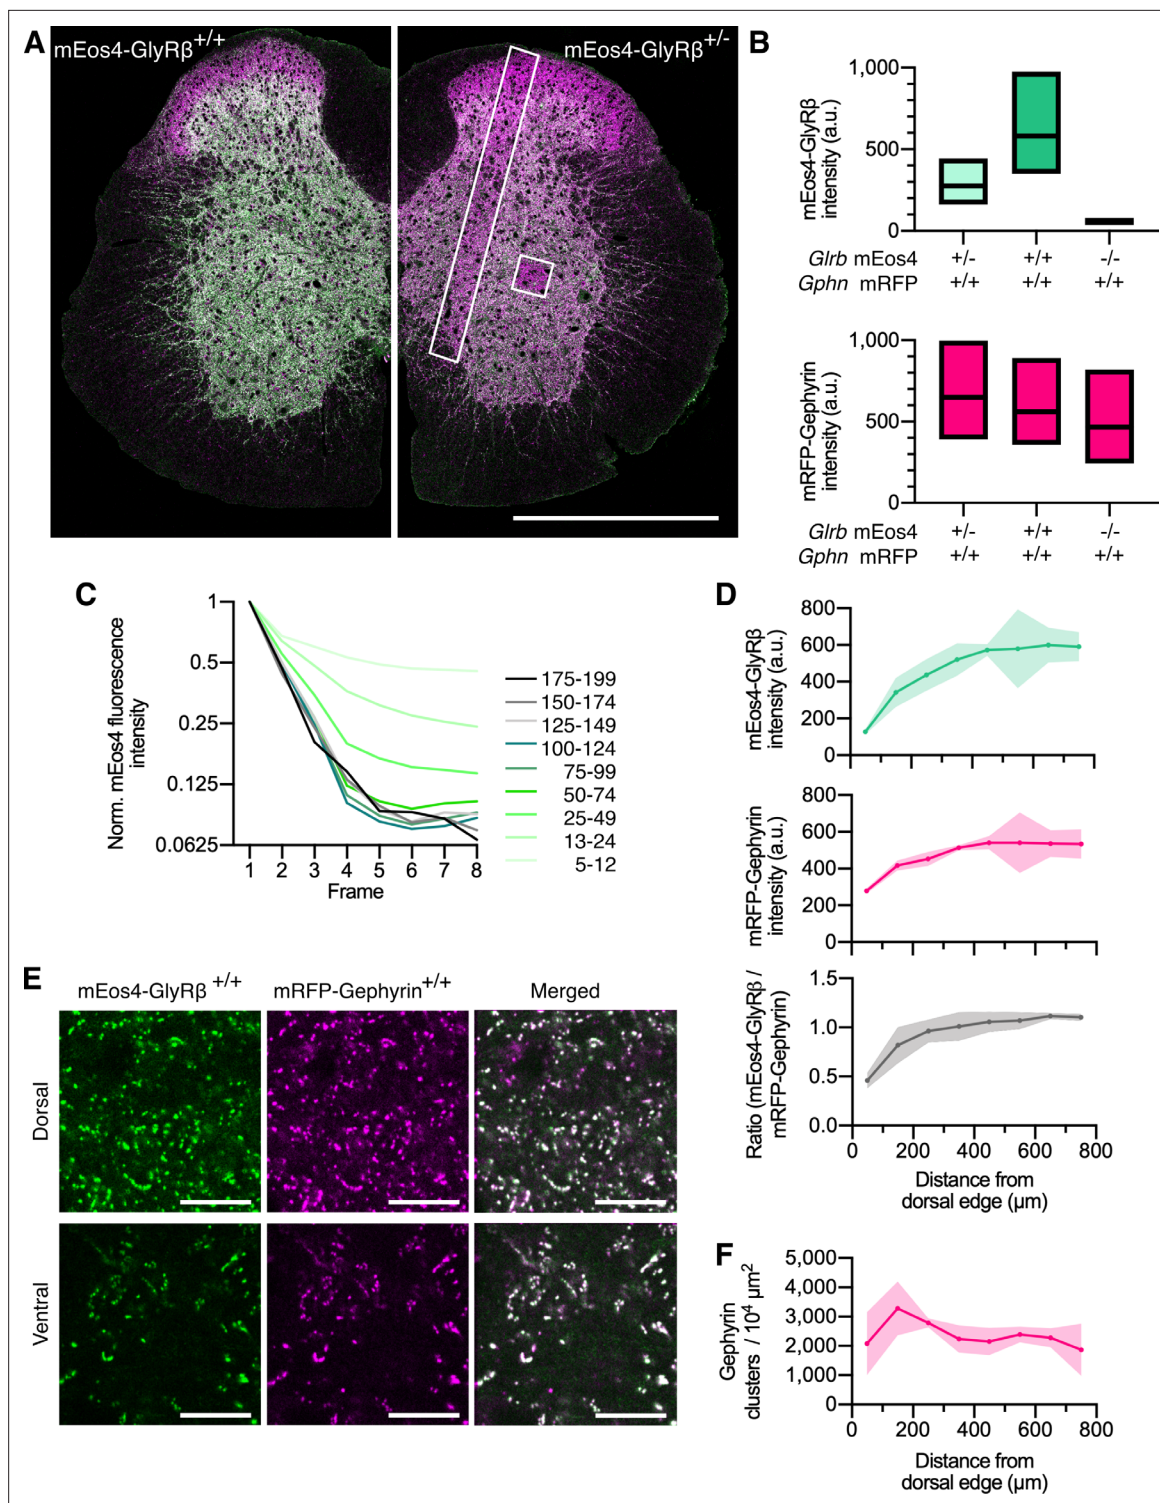 A
mEos4-GlyRβ+/+
mEos4-GlyRβ+/-
B
1,000
500
0
mEos4-GlyRβ
intensity (a.u.)
Glrb mEos4 +/- +/+ -/-
Gphn mRFP +/+ +/+ +/+
1,000
500
0
mRFP-Gephyrin
intensity (a.u.)
Glrb mEos4 +/- +/+ -/-
Gphn mRFP +/+ +/+ +/+
C
Norm. mEos4 fluorescence
intensity
1
0.5
0.25
0.125
0.0625
1 2 3 4 5 6 7 8
Frame
175-199
150-174
125-149
100-124
75-99
50-74
25-49
13-24
5-12
D
mEos4-GlyRβ
intensity (a.u.)
800
600
400
200
0
mRFP-Gephyrin
intensity (a.u.)
800
600
400
200
0
Ratio (mEos4-GlyRβ /
mRFP-Gephyrin)
1.5
1.0
0.5
0.0
0 200 400 600 800
Distance from
dorsal edge (µm)
E
mEos4-GlyRβ +/+
mRFP-Gephyrin+/+
Merged
Dorsal
Ventral
F
Gephyrin
clusters / 10⁴ µm²
5,000
4,000
3,000
2,000
1,000
0
0 200 400 600 800
Distance from
dorsal edge (µm)